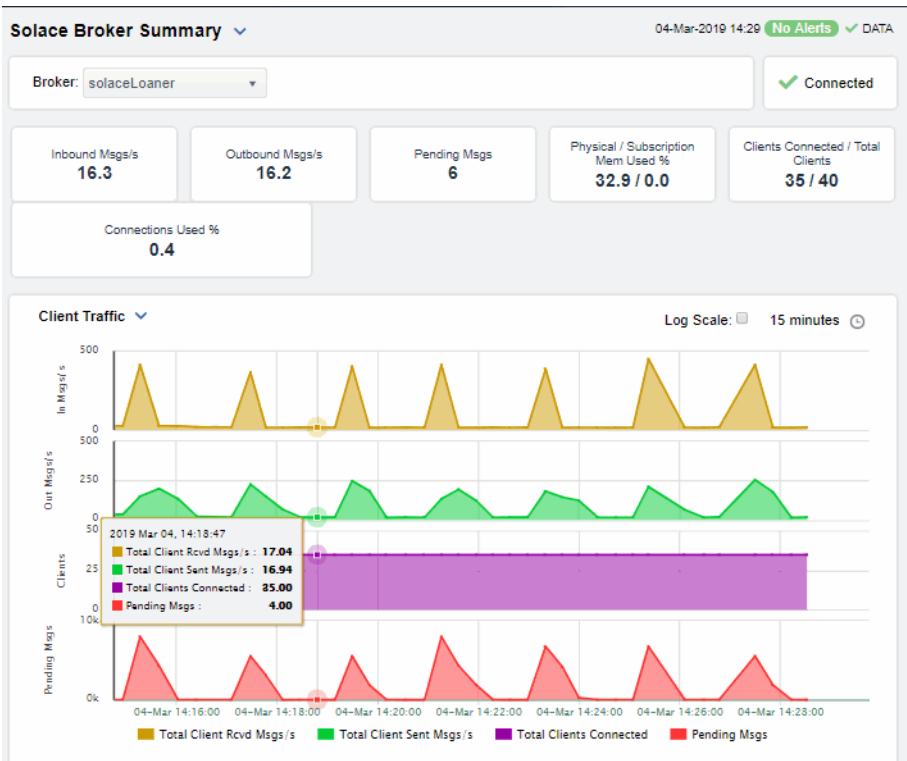 Solace Broker Summary
04-Mar-2019 14:29 No Alerts DATA
Broker: solaceLoaner
Connected
Inbound Msgs/s
16.3
Outbound Msgs/s
16.2
Pending Msgs
6
Physical / Subscription
Mem Used %
32.9 / 0.0
Clients Connected / Total
Clients
35 / 40
Connections Used %
0.4
Client Traffic
Log Scale: 15 minutes
500
In Msgs/s
0
500
Out Msgs/s
250
0
50
Clients
25
0
2019 Mar 04, 14:18:47
Total Client Rcvd Msgs/s : 17.04
Total Client Sent Msgs/s : 16.94
Total Clients Connected : 35.00
Pending Msgs : 4.00
10k
Pending Msgs
0k
04-Mar 14:16:00 04-Mar 14:18:00 04-Mar 14:20:00 04-Mar 14:22:00 04-Mar 14:24:00 04-Mar 14:26:00 04-Mar 14:28:00
Total Client Rcvd Msgs/s Total Client Sent Msgs/s Total Clients Connected Pending Msgs